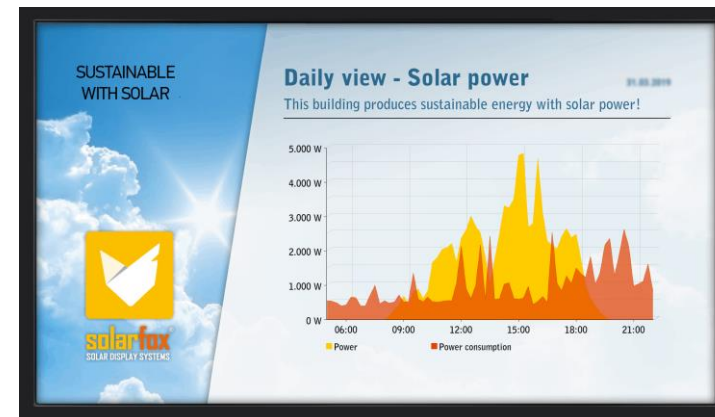 SUSTAINABLE
WITH SOLAR
solarfox
SOLAR DISPLAY SYSTEMS
Daily view - Solar power
This building produces sustainable energy with solar power!
5.000 W
4.000 W
3.000 W
2.000 W
1.000 W
0 W
06:00 09:00 12:00 15:00 18:00 21:00
Power Power consumption